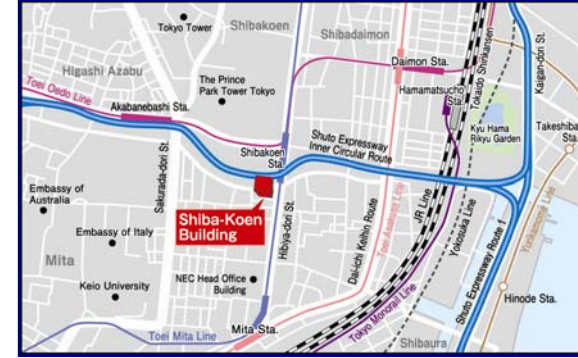 Tokyo Tower
Shibakoen
Shibadaimon
Higashi Azabu
The Prince
Park Tower Tokyo
Daimon Sta.
Hamamatsucho
Sta.
Tokaido Shinkansen
Kaigan-dori St.
Toei Oedo Line
Akabanebashi Sta.
Kyu Hama
Rikyu Garden
Takeshiba
Sta.
Shibakoen
Sta.
Shuto Expressway
Inner Circular Route
Sakurada-dori St.
Embassy of
Australia
Shiba-Koen
Building
Embassy of Italy
Hibiya-dori St.
Dai-ichi Keihin Route
Toei Asakusa Line
JR Line
Yokosuka Line
Shuto Expressway Route 1
Yurikamome Line
Mita
NEC Head Office
Building
Keio University
Tokyo Monorail Line
Hinode Sta.
Toei Mita Line
Mita Sta.
Shibaura